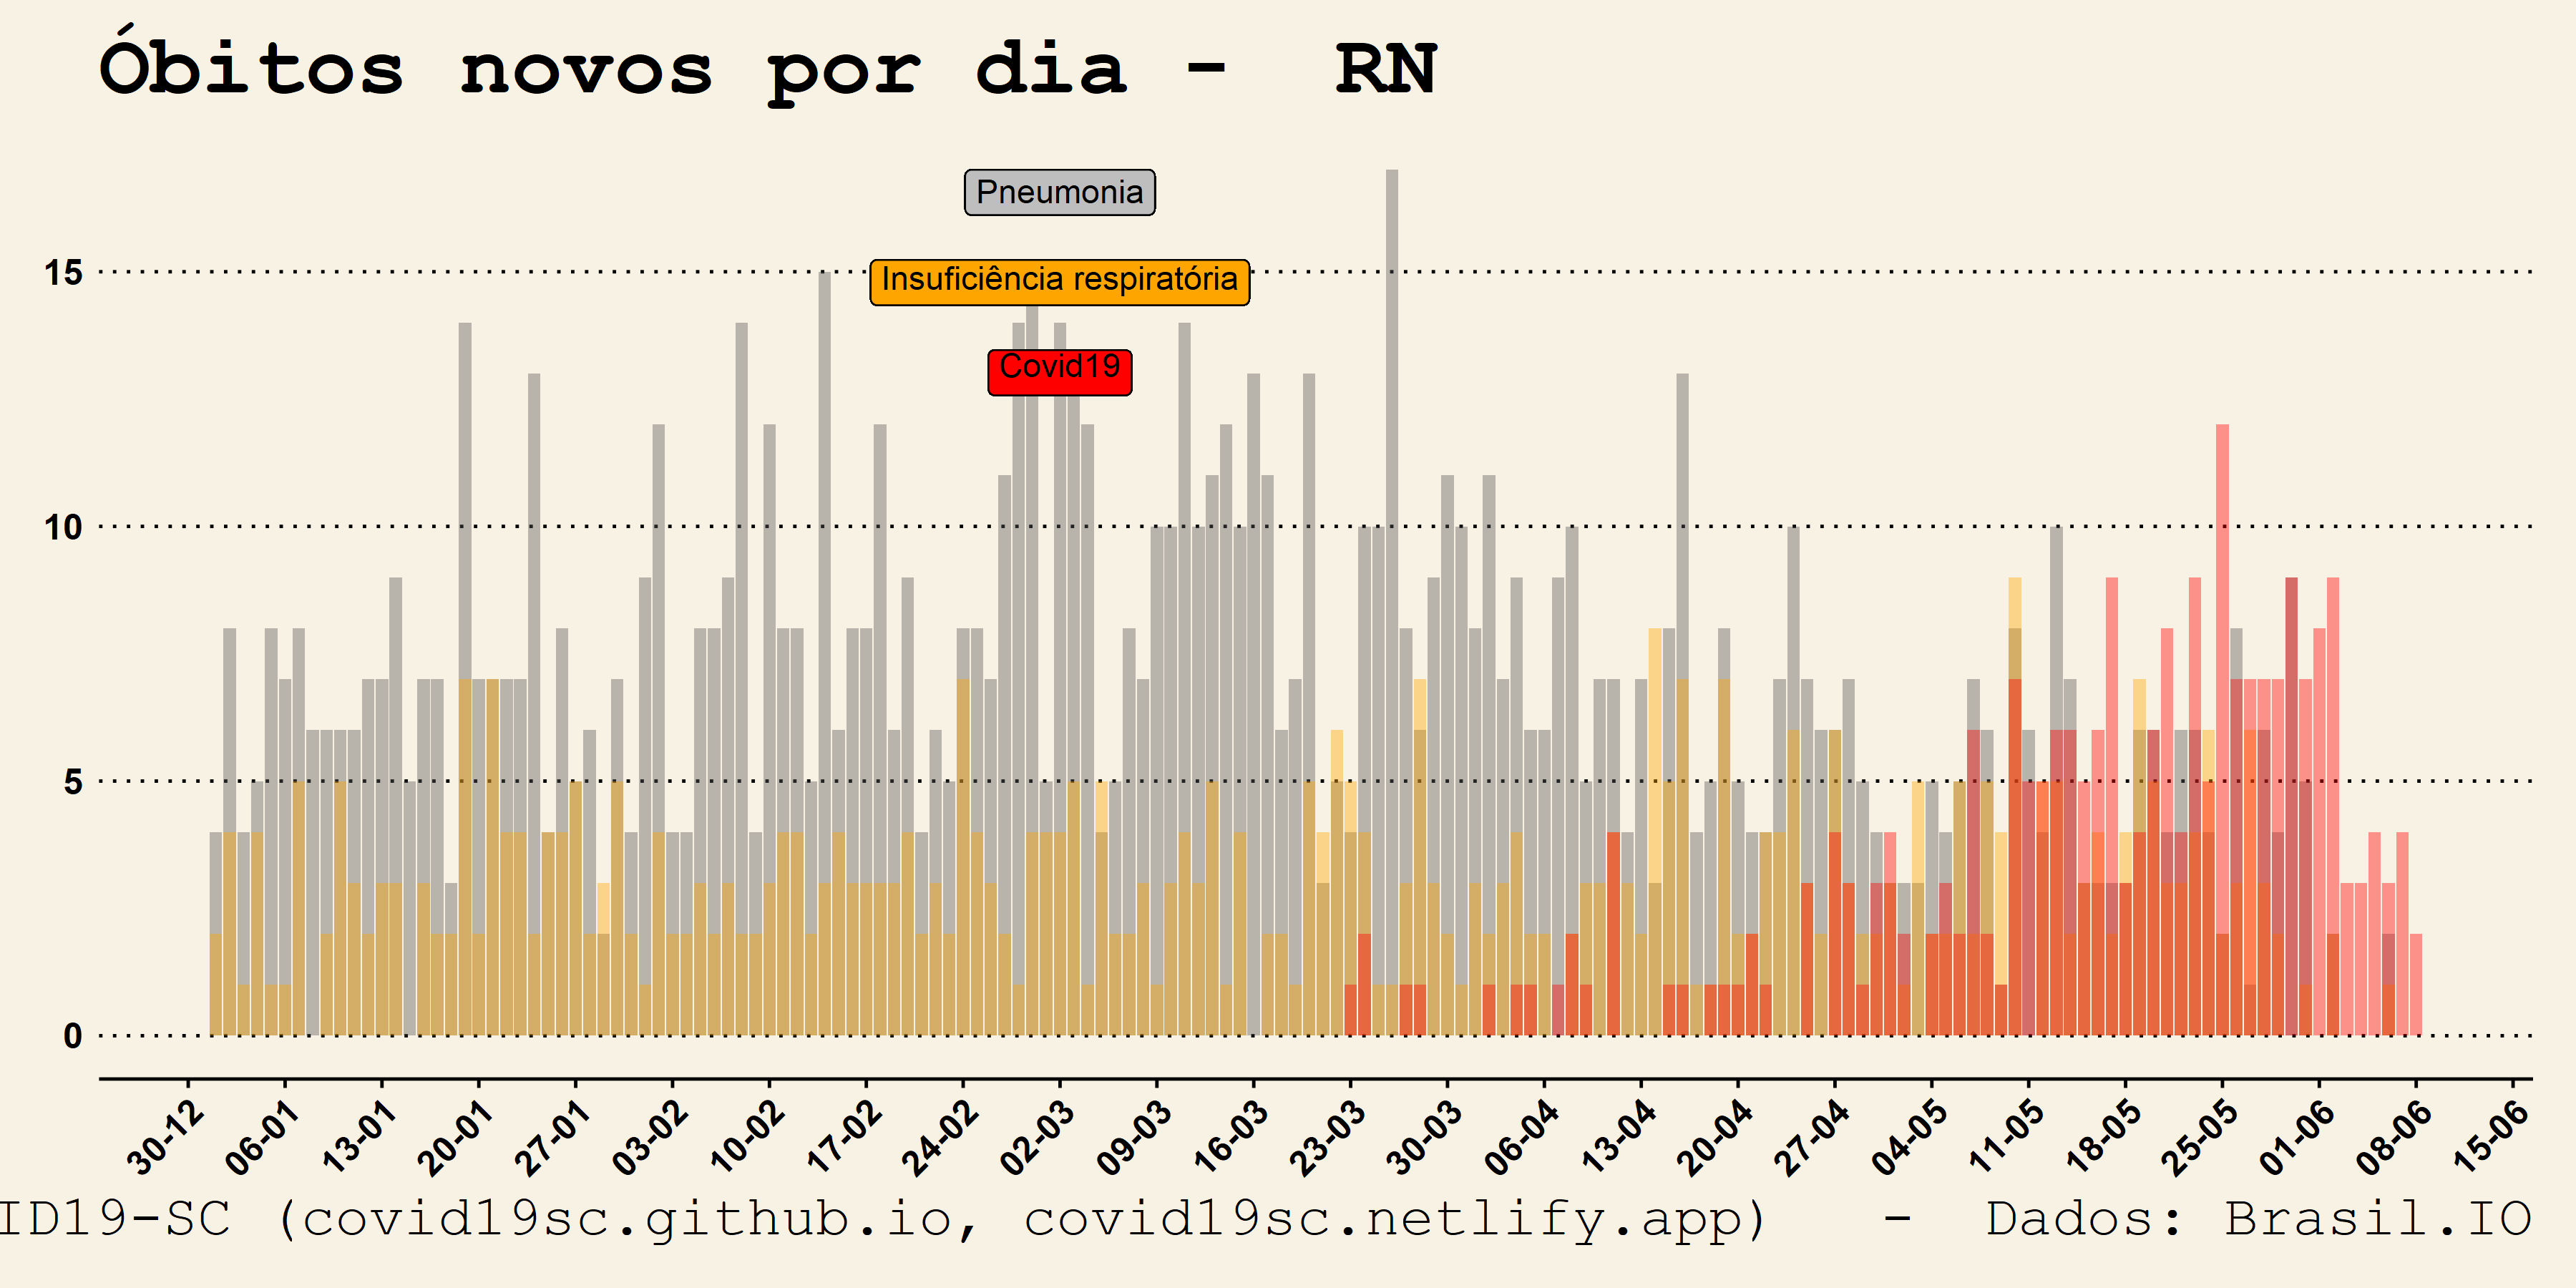 Óbitos novos por dia - RN
Pneumonia
15
Insuficiência respiratória
Covid19
10
5
0
30-12 06-01 13-01 20-01 27-01 03-02 10-02 17-02 24-02 02-03 09-03 16-03 23-03 30-03 06-04 13-04 20-04 27-04 04-05 11-05 18-05 25-05 01-06 08-06 15-06
ID19-SC (covid19sc.github.io, covid19sc.netlify.app) - Dados: Brasil.IO